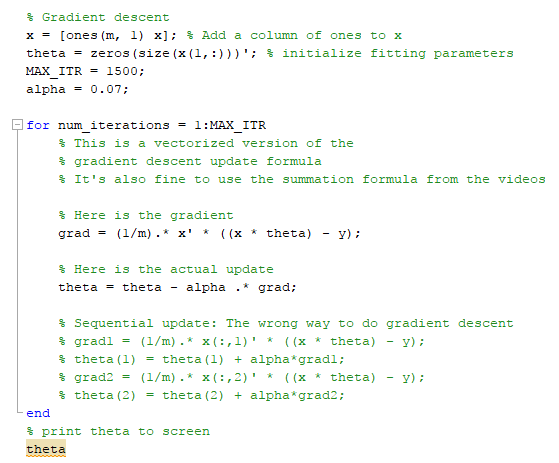 % Gradient descent
x = [ones(m, 1) x]; % Add a column of ones to x
theta = zeros(size(x(1,:)))'; % initialize fitting parameters
MAX_ITR = 1500;
alpha = 0.07;
for num_iterations = 1:MAX_ITR
% This is a vectorized version of the
% gradient descent update formula
% It's also fine to use the summation formula from the videos
% Here is the gradient
grad = (1/m).* x' * ((x * theta) - y);
% Here is the actual update
theta = theta - alpha .* grad;
% Sequential update: The wrong way to do gradient descent
% grad1 = (1/m).* x(:,1)' * ((x * theta) - y);
% theta(1) = theta(1) + alpha*grad1;
% grad2 = (1/m).* x(:,2)' * ((x * theta) - y);
% theta(2) = theta(2) + alpha*grad2;
end
% print theta to screen
theta